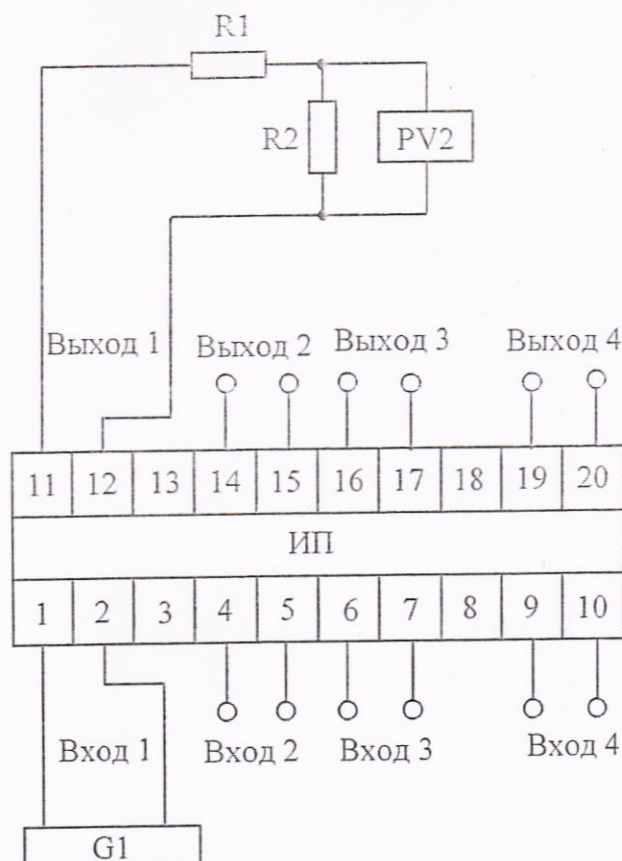 R1
R2
PV2
Выход 1
Выход 2
Выход 3
Выход 4
11 12 13 14 15 16 17 18 19 20
ИП
1 2 3 4 5 6 7 8 9 10
Вход 1
Вход 2
Вход 3
Вход 4
G1